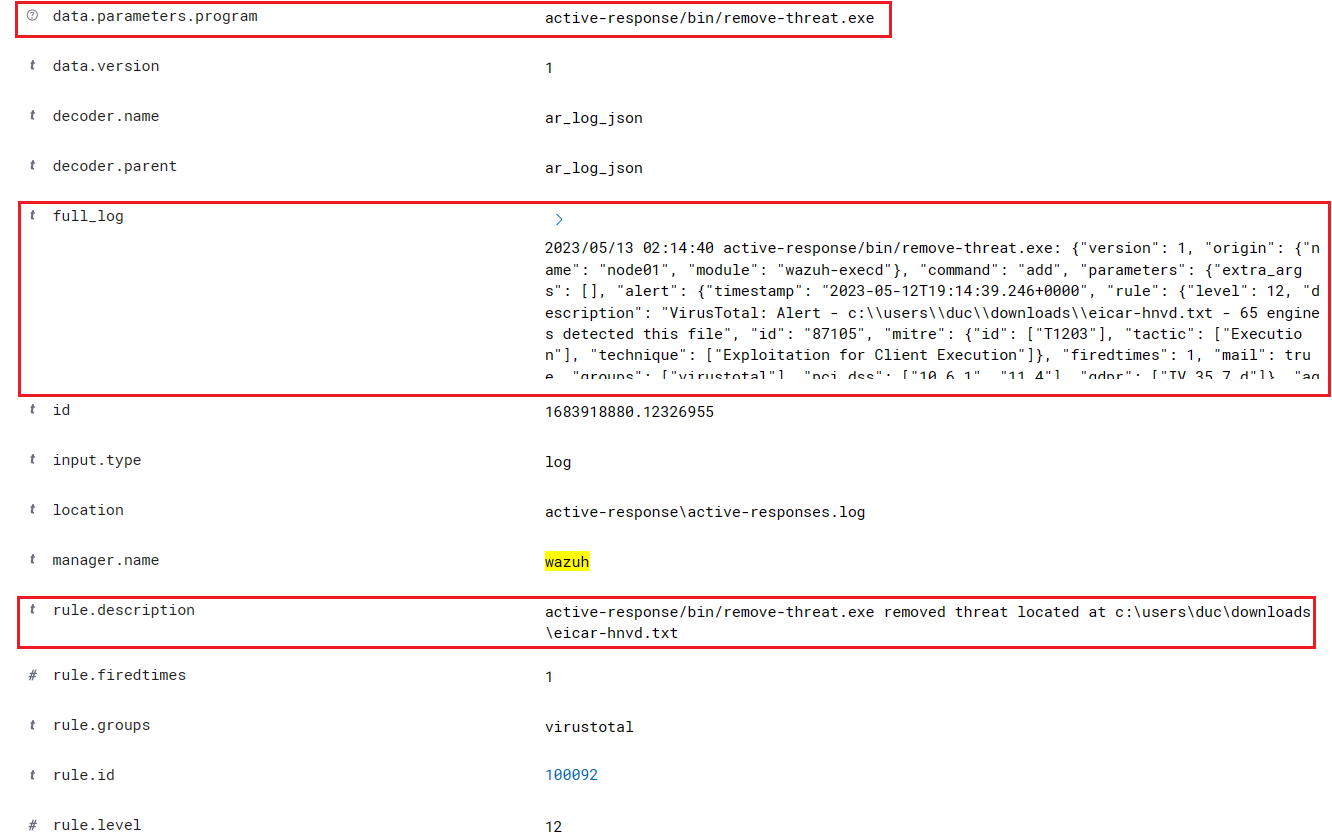 data.parameters.program active-response/bin/remove-threat.exe
t data.version 1
t decoder.name ar_log_json
t decoder.parent ar_log_json
t full_log
2023/05/13 02:14:40 active-response/bin/remove-threat.exe: {"version": 1, "origin": {"n
ame": "node01", "module": "wazuh-execd"}, "command": "add", "parameters": {"extra_arg
s": [], "alert": {"timestamp": "2023-05-12T19:14:39.246+0000", "rule": {"level": 12, "d
escription": "VirusTotal: Alert - c:\\users\\duc\\downloads\\eicar-hnvd.txt - 65 engine
s detected this file", "id": "87105", "mitre": {"id": ["T1203"], "tactic": ["Executio
n"], "technique": ["Exploitation for Client Execution"]}, "firedtimes": 1, "mail": tru
e, "groups": ["virustotal"], "pci_dss": ["10.6.1", "11.4"], "gdpr": ["IV_35.7.d"]}, "ag
t id 1683918880.12326955
t input.type log
t location active-response\active-responses.log
t manager.name wazuh
t rule.description active-response/bin/remove-threat.exe removed threat located at c:\users\duc\downloads
\eicar-hnvd.txt
# rule.firedtimes 1
t rule.groups virustotal
t rule.id 100092
# rule.level 12